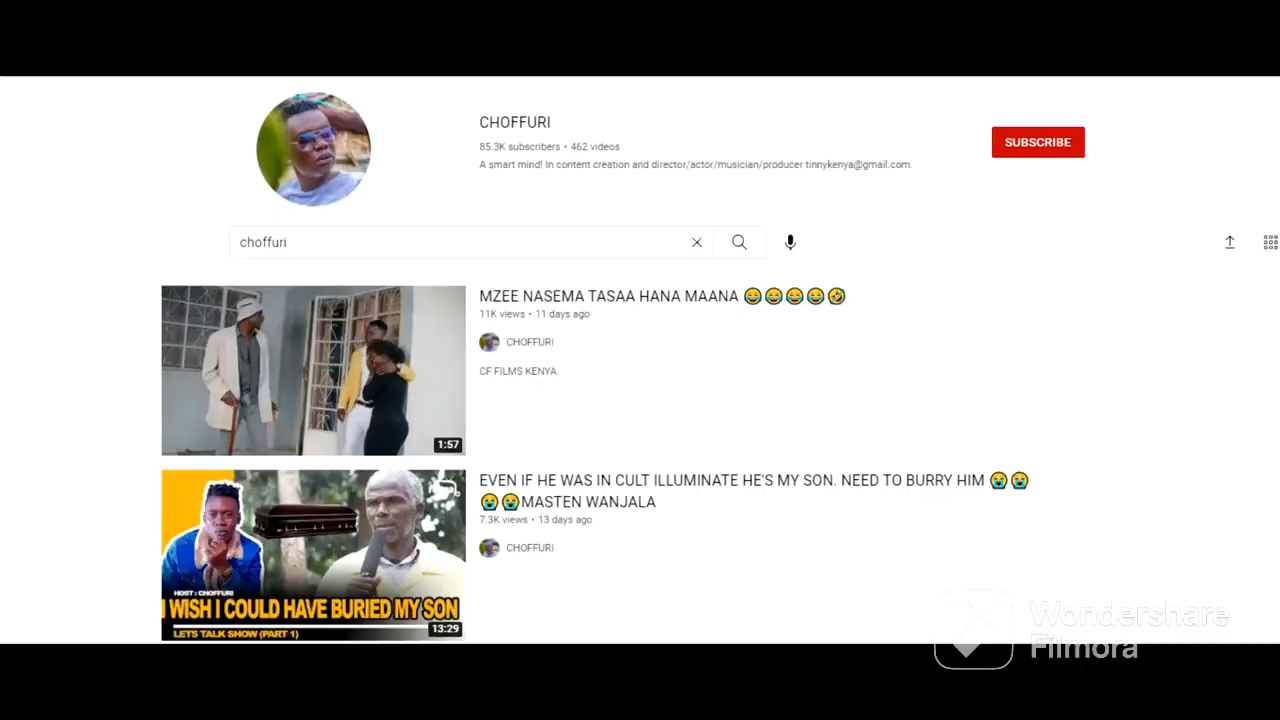 CHOFFURI
85.3K subscribers • 462 videos
A smart mind! In content creation and director/actor/musician/producer tinnykenya@gmail.com.
SUBSCRIBE
choffuri
MZEE NASEMA TASAA HANA MAANA 😂😂😂😂🤣
11K views • 11 days ago
CHOFFURI
CF FILMS KENYA.
1:57
EVEN IF HE WAS IN CULT ILLUMINATE HE'S MY SON. NEED TO BURRY HIM 😭😭
😭😭MASTEN WANJALA
7.3K views • 13 days ago
CHOFFURI
HOST : CHOFFURI
I WISH I COULD HAVE BURIED MY SON
LETS TALK SHOW (PART 1)
13:29
Wondershare
Filmora